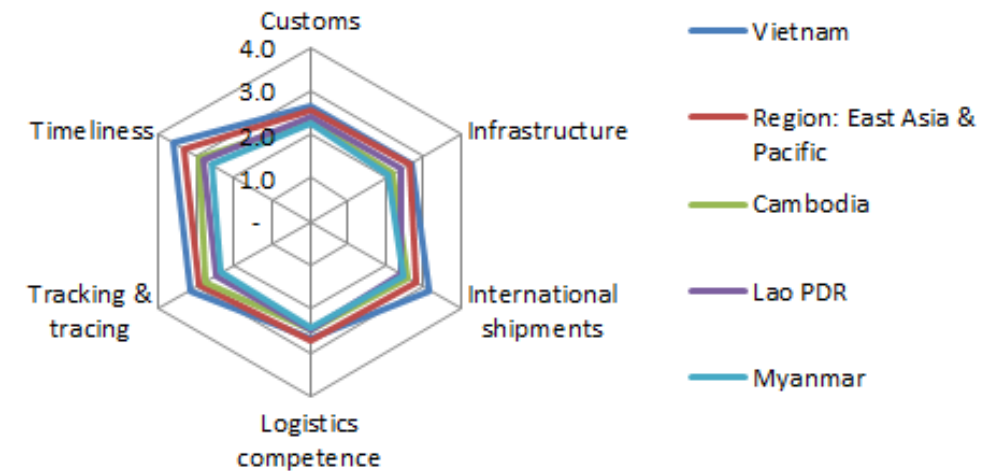 Customs
4.0
3.0
2.0
1.0
-
Timeliness
Infrastructure
Tracking &
tracing
International
shipments
Logistics
competence
Vietnam
Region: East Asia &
Pacific
Cambodia
Lao PDR
Myanmar